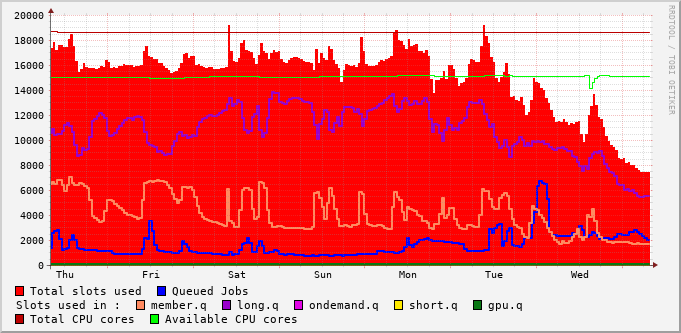 20000
18000
16000
14000
12000
10000
8000
6000
4000
2000
0
Thu Fri Sat Sun Mon Tue Wed
RRDTOOL / TOBI OETIKER
Total slots used Queued Jobs
Slots used in : member.q long.q ondemand.q short.q gpu.q
Total CPU cores Available CPU cores